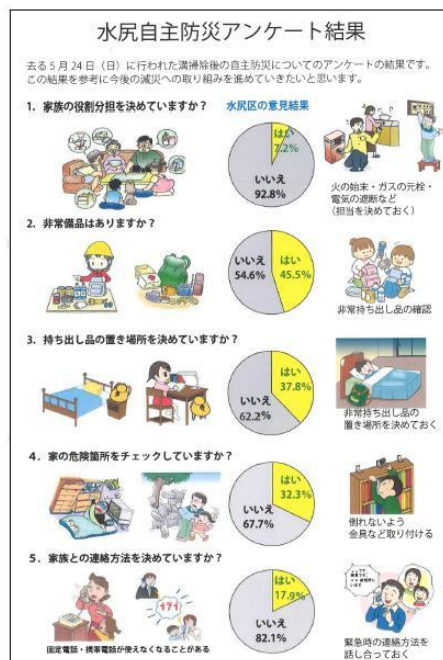 水尻自主防災アンケート結果
去る5月24日（日）に行われた溝掃除後の自主防災についてのアンケートの結果です。
この結果を参考に今後の減災への取り組みを進めていきたいと思います。
1．家族の役割分担を決めていますか？ 水尻区の意見結果
はい
7.2%
いいえ
92.8%
火の始末・ガスの元栓・
電気の遮断など
（担当を決めておく）
2．非常備品はありますか？
いいえ
54.6%
はい
45.5%
非常持ち出し品の確認
3．持ち出し品の置き場所を決めていますか？
はい
37.8%
いいえ
62.2%
非常持ち出し品の
置き場所を決めておく
4．家の危険箇所をチェックしていますか？
はい
32.3%
いいえ
67.7%
倒れないよう
金具など取り付ける
5．家族との連絡方法を決めていますか？
171
はい
17.9%
いいえ
82.1%
固定電話・携帯電話が使えなくなることがある
緊急時の連絡方法を
話し合っておく